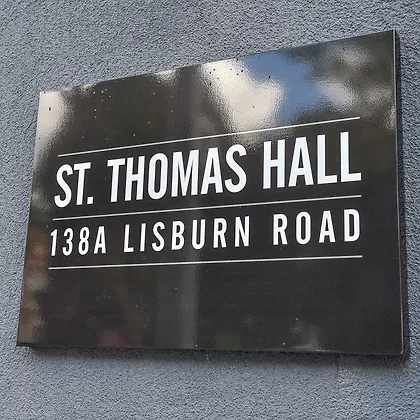 ST. THOMAS HALL
138A LISBURN ROAD